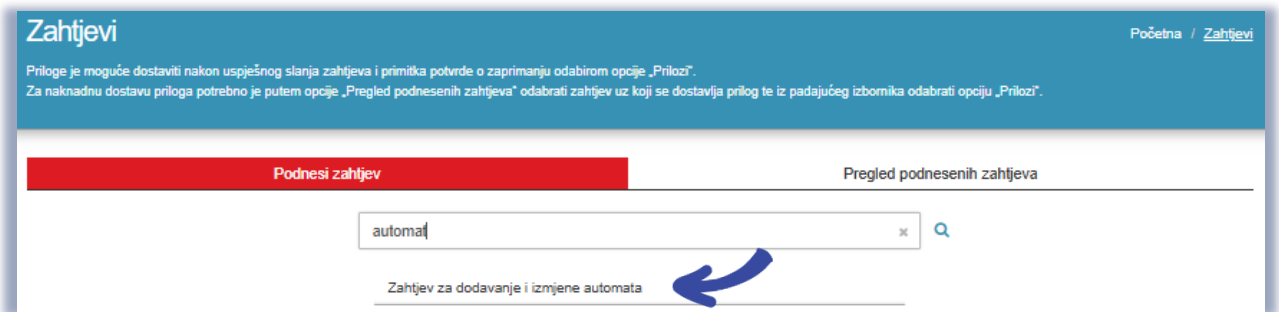 Zahtjevi
Početna / Zahtjevi
Priloge je moguće dostaviti nakon uspješnog slanja zahtjeva i primitka potvrde o zaprimanju odabirom opcije „Prilozi".
Za naknadnu dostavu priloga potrebno je putem opcije „Pregled podnesenih zahtjeva" odabrati zahtjev uz koji se dostavlja prilog te iz padajućeg izbornika odabrati opciju „Prilozi".
Podnesi zahtjev
Pregled podnesenih zahtjeva
automat
Zahtjev za dodavanje i izmjene automata